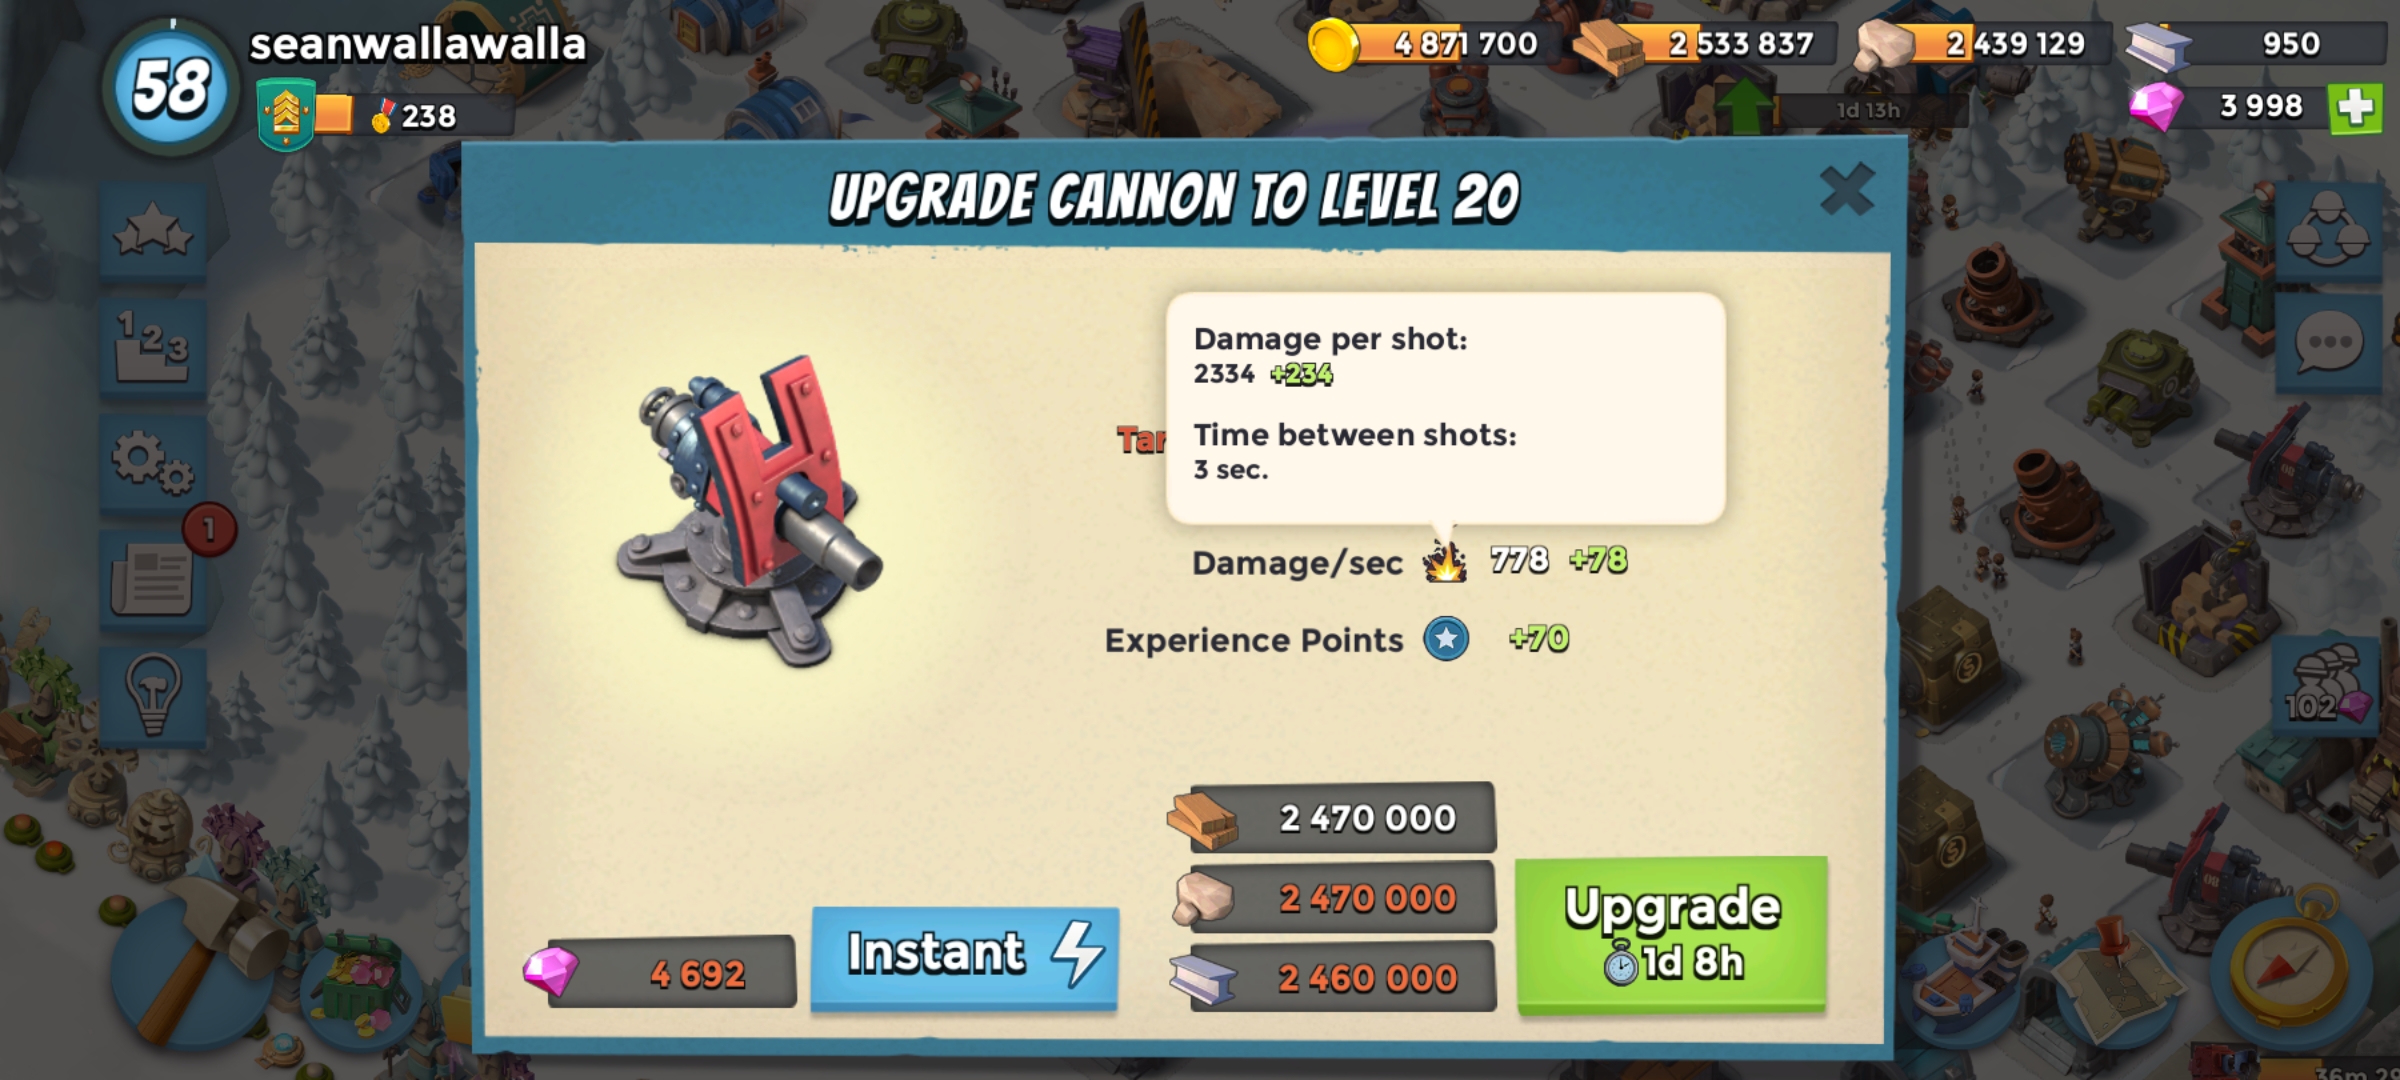 58
seanwallawalla
238
4 871 700
2 533 837
2 439 129
950
1d 13h
3 998
UPGRADE CANNON TO LEVEL 20
1
2
3
1
Damage per shot:
2334 +234
Tar
Time between shots:
3 sec.
Damage/sec 778 +78
Experience Points +70
102
2 470 000
2 470 000
2 460 000
4 692
Instant
Upgrade
1d 8h